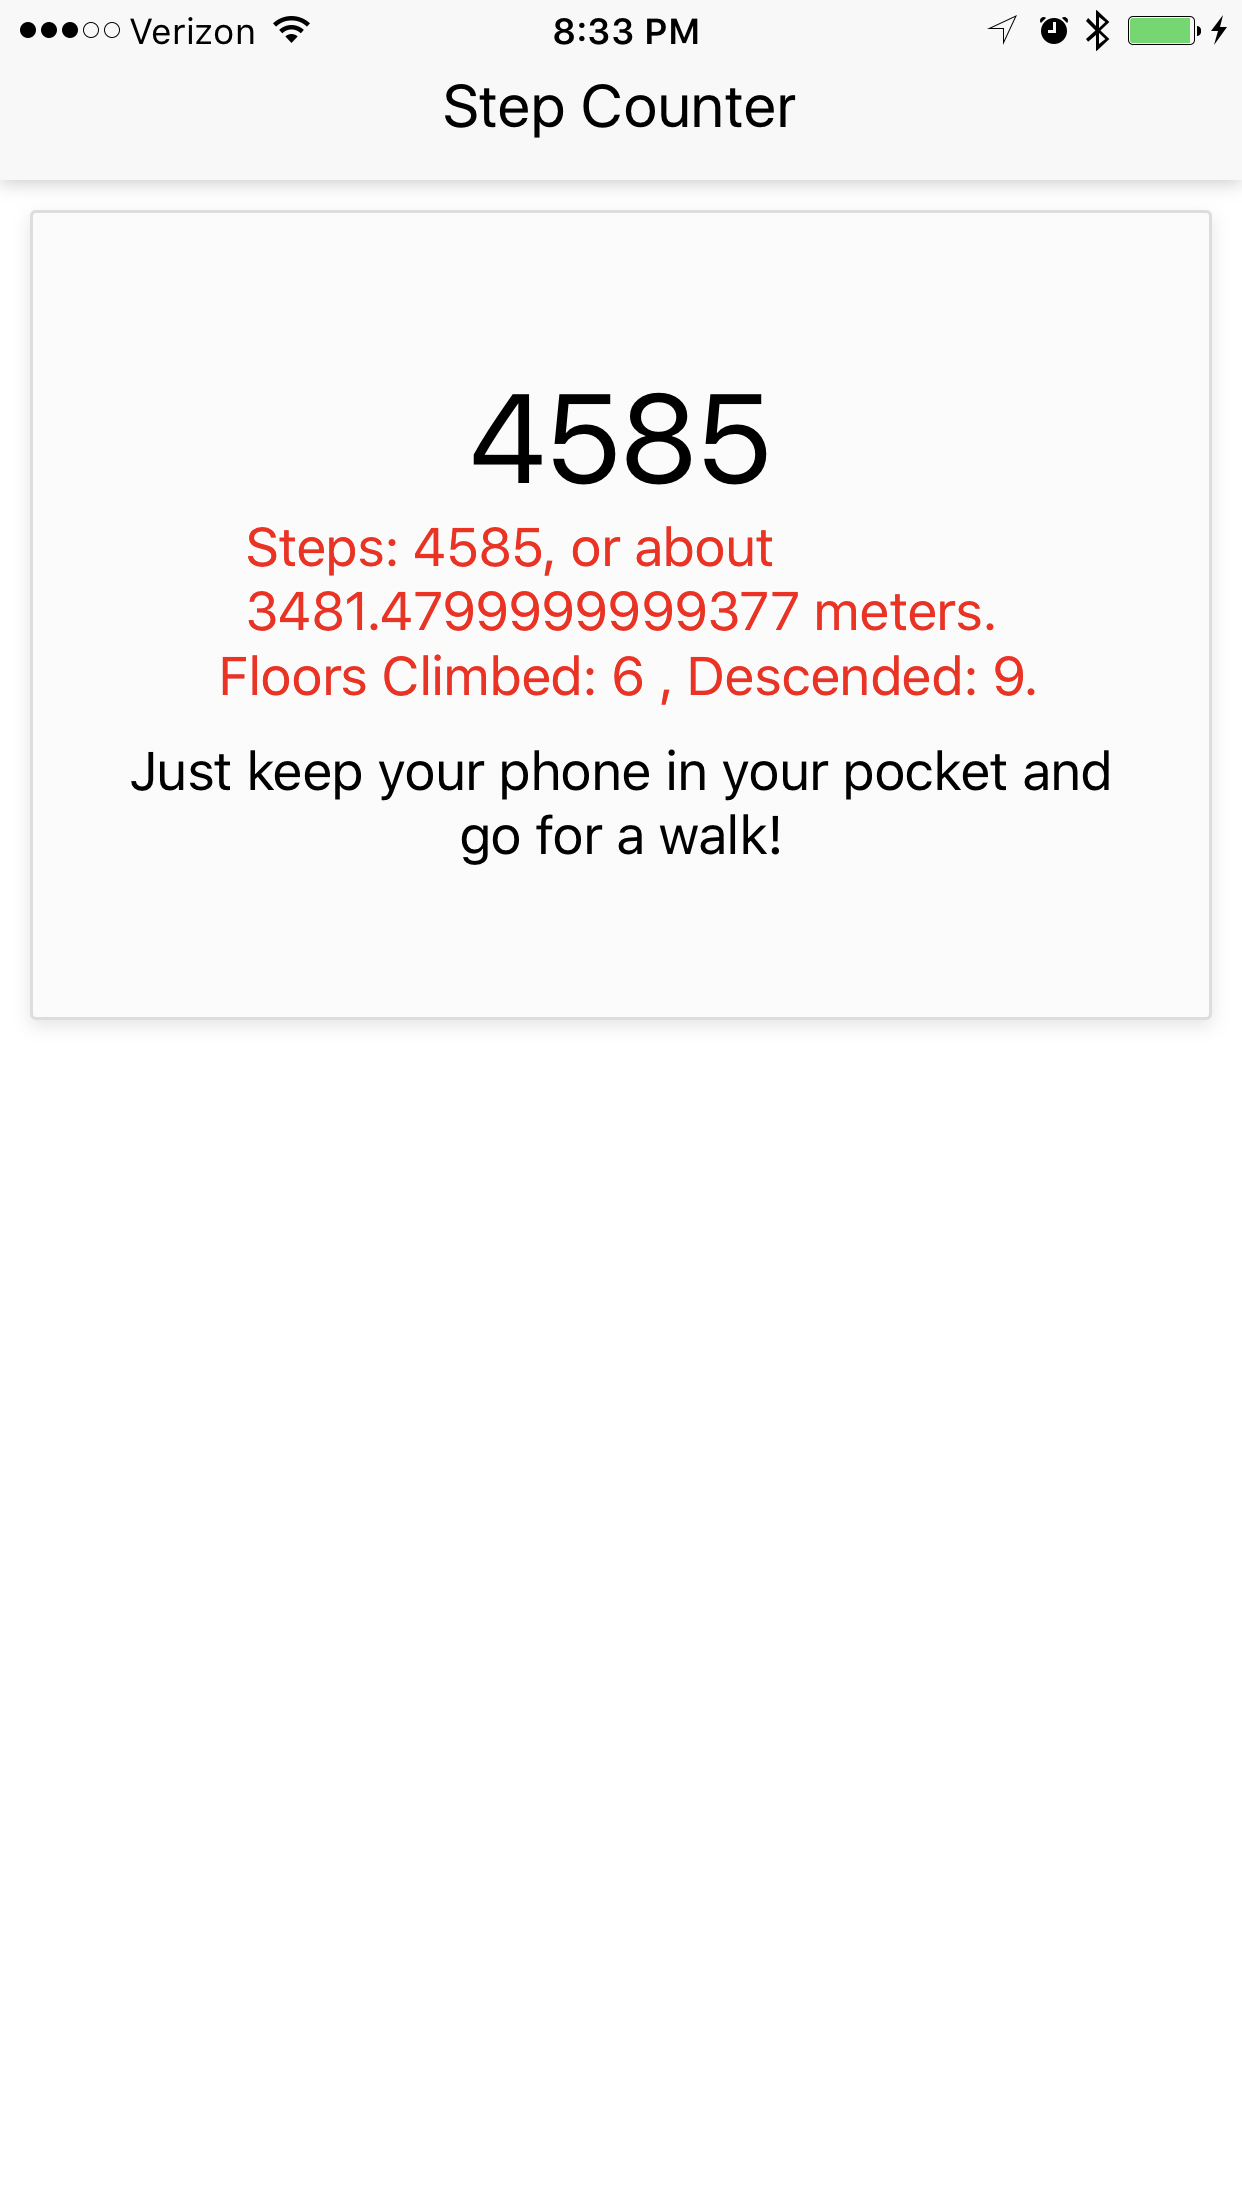 Verizon 8:33 PM
Step Counter
4585
Steps: 4585, or about
3481.4799999999377 meters.
Floors Climbed: 6 , Descended: 9.
Just keep your phone in your pocket and
go for a walk!